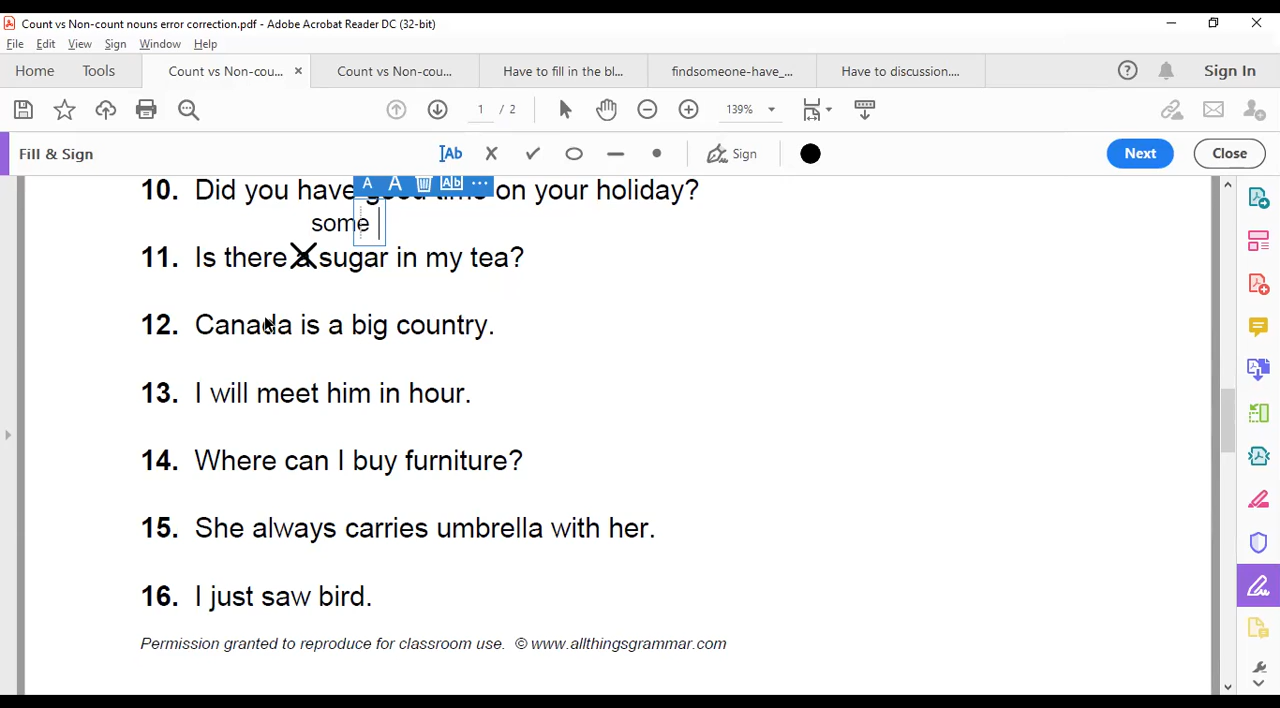 Count vs Non-count nouns error correction.pdf - Adobe Acrobat Reader DC (32-bit)
File Edit View Sign Window Help
Home Tools Count vs Non-cou... × Count vs Non-cou... Have to fill in the bl... findsomeone-have_... Have to discussion.... Sign In
1 / 2 139%
Fill & Sign Ab Sign Next Close
A A Ab ...
10. Did you have good time on your holiday?
some
11. Is there a sugar in my tea?
12. Canada is a big country.
13. I will meet him in hour.
14. Where can I buy furniture?
15. She always carries umbrella with her.
16. I just saw bird.
Permission granted to reproduce for classroom use. © www.allthingsgrammar.com